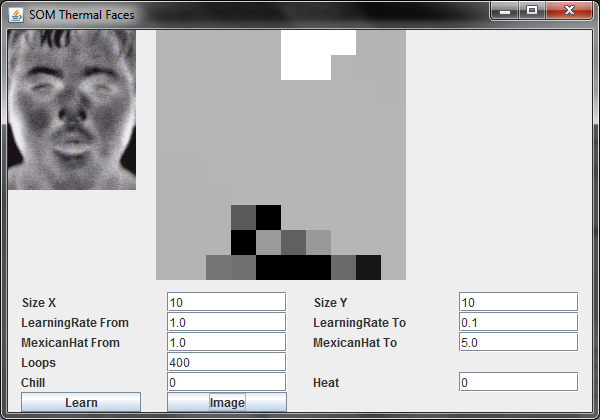 SOM Thermal Faces
Size X 10 Size Y 10
LearningRate From 1.0 LearningRate To 0.1
MexicanHat From 1.0 MexicanHat To 5.0
Loops 400
Chill 0 Heat 0
Learn Image